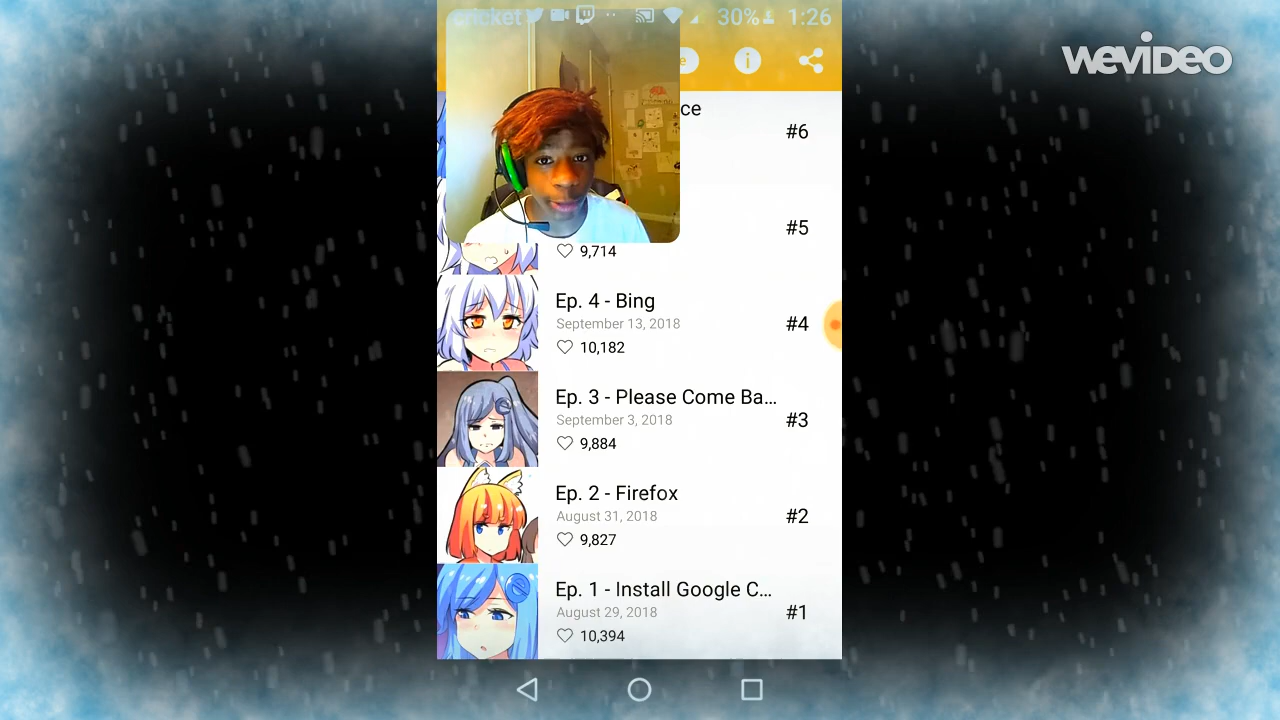 cricket 30% 1:26
wevideo
ce
#6
#5
9,714
Ep. 4 - Bing
September 13, 2018
#4
10,182
Ep. 3 - Please Come Ba...
September 3, 2018
#3
9,884
Ep. 2 - Firefox
August 31, 2018
#2
9,827
Ep. 1 - Install Google C...
August 29, 2018
#1
10,394